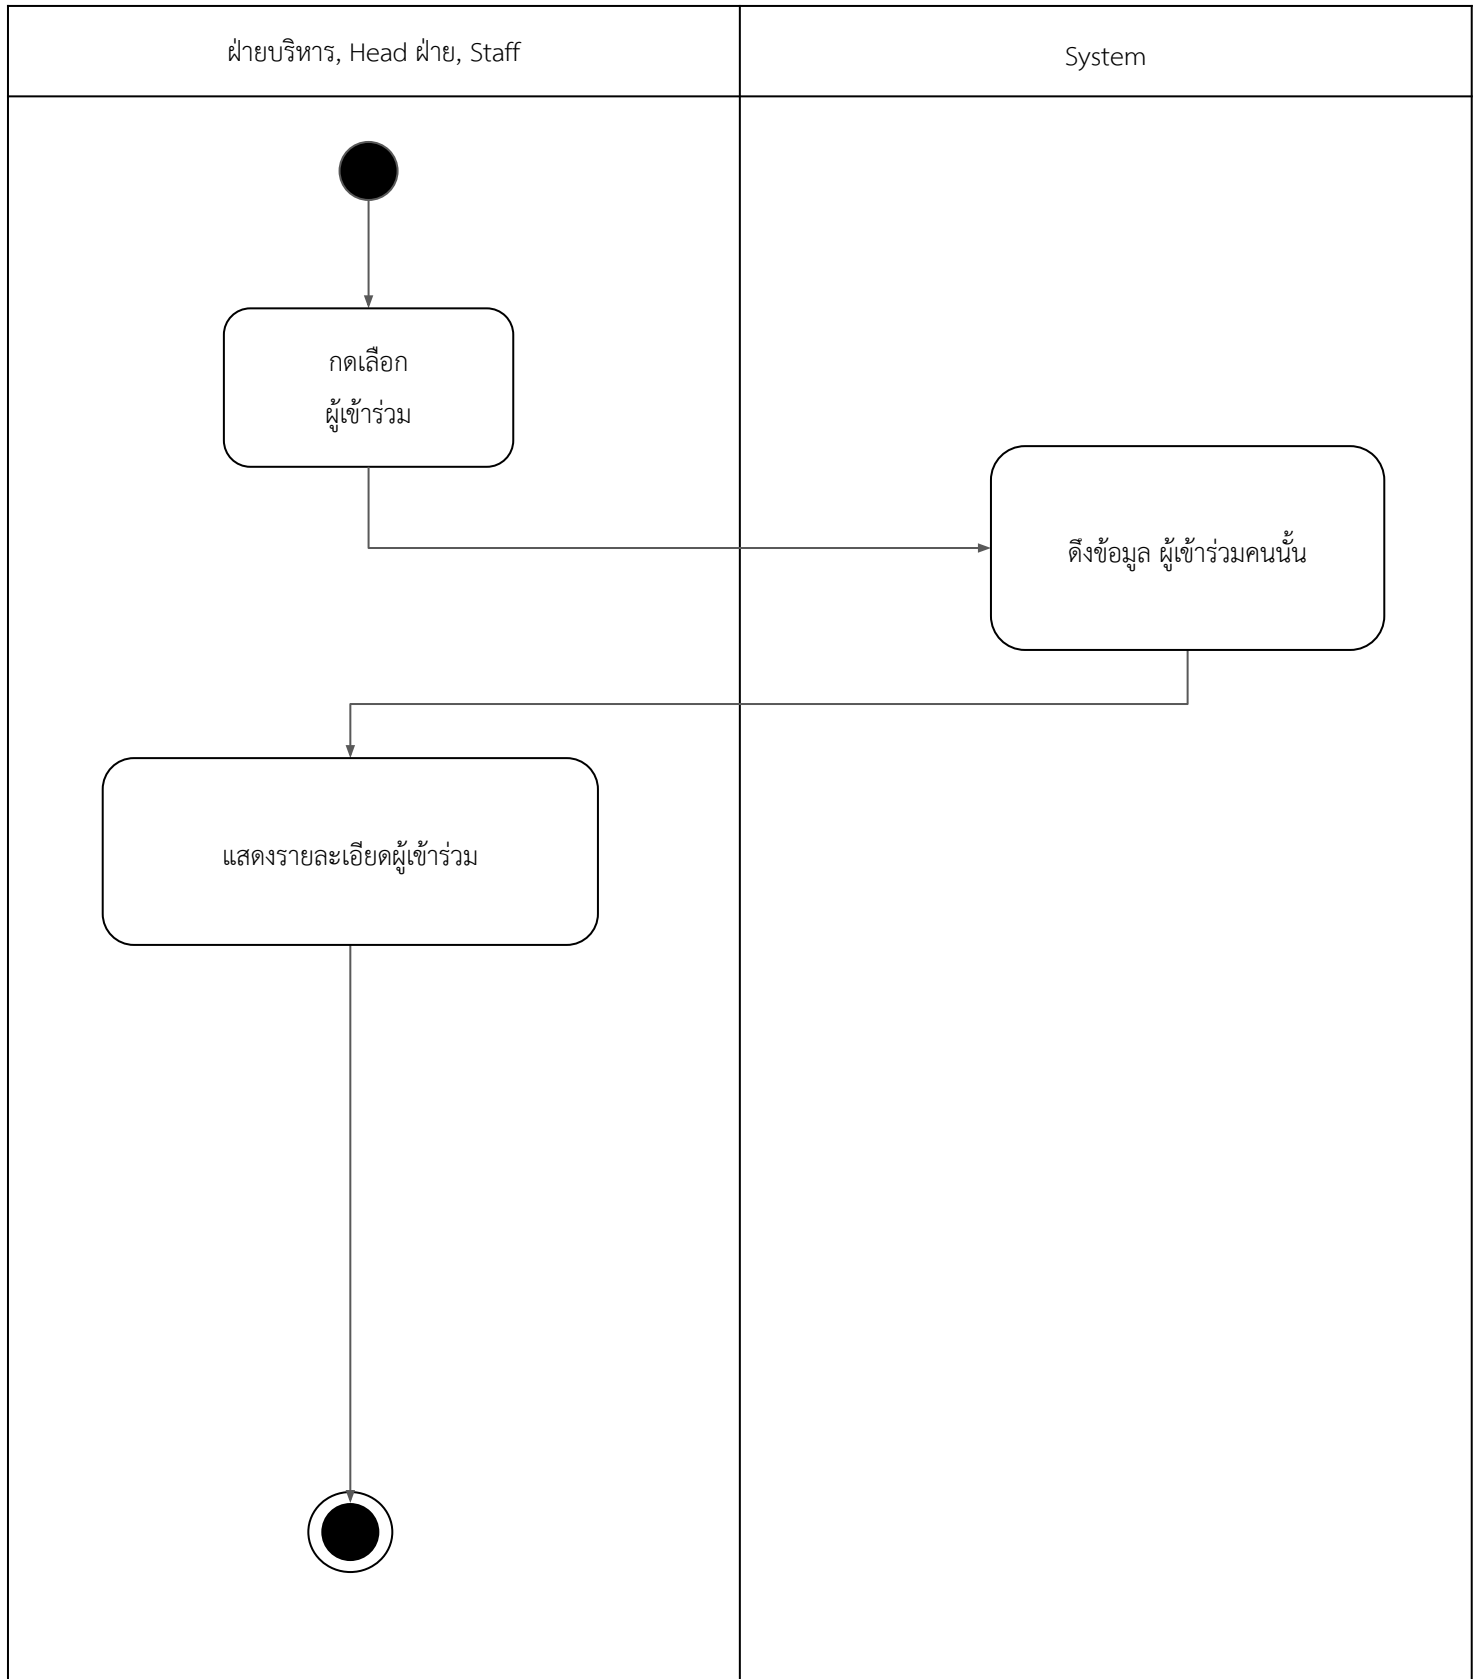 ฝ่ายบริหาร, Head ฝ่าย, Staff
System
กดเลือก
ผู้เข้าร่วม
ดึงข้อมูล ผู้เข้าร่วมคนนั้น
แสดงรายละเอียดผู้เข้าร่วม